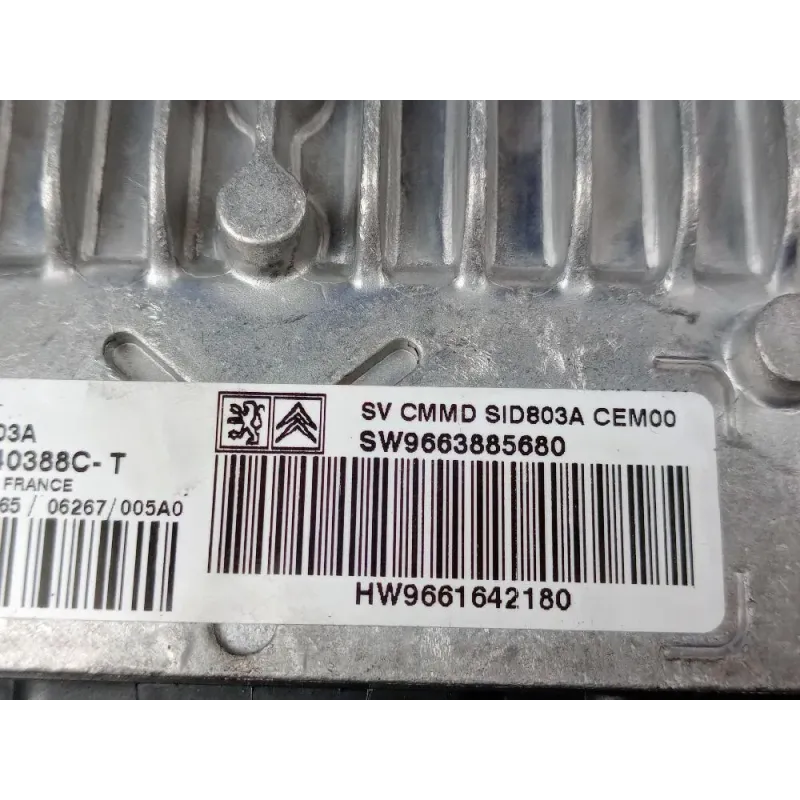 03A
40388C-T
FRANCE
65/ 06267/005A0
SV CMMD SID803A CEM00
SW9663885680
HW9661642180